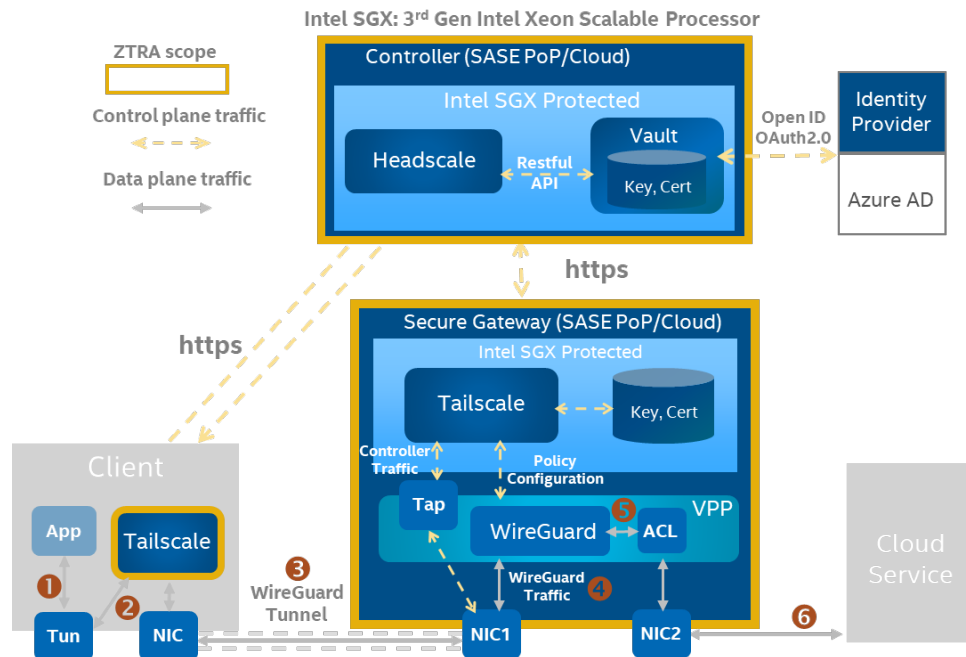 Intel SGX: 3rd Gen Intel Xeon Scalable Processor
ZTRA scope
Control plane traffic
Data plane traffic
Controller (SASE PoP/Cloud)
Intel SGX Protected
Headscale
Restful
API
Vault
Key, Cert
Open ID
OAuth2.0
Identity
Provider
Azure AD
https
https
Secure Gateway (SASE PoP/Cloud)
Intel SGX Protected
Tailscale
Key, Cert
Controller
Traffic
Policy
Configuration
Client
App
Tailscale
1
2
Tun
NIC
3
WireGuard
Tunnel
Tap
VPP
WireGuard
5
ACL
WireGuard
Traffic
4
NIC1
NIC2
6
Cloud
Service